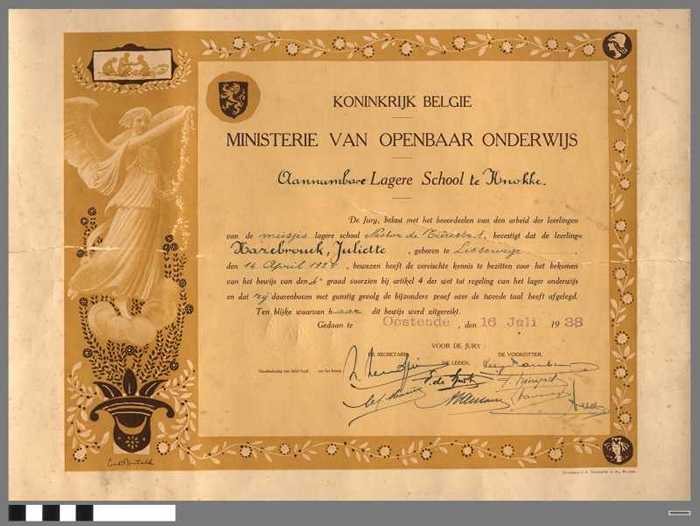 KONINKRIJK BELGIE
MINISTERIE VAN OPENBAAR ONDERWIJS
Aannembare Lagere School te Knokke.
De Jury, belast met het beoordeelen van den arbeid der leerlingen
van de meisjes lagere school, bevestigt dat de leerling
Hazebrouck, Juliette, geboren te Lissewege
den 14 April, bewezen heeft de vereischte kennis te bezitten voor het bekomen
van het bewijs van den 4n graad voorzien bij artikel 4 der wet tot regeling van het lager onderwijs
en dat zij daarenboven met gunstig gevolg de bijzondere proef over de tweede taal heeft afgelegd.
Ten blijke waarvan haar dit bewijs werd uitgereikt.
Gedaan te Oostende, den 16 Juli 1938
VOOR DE JURY:
DE SECRETARIS, DE LEDEN, DE VOORZITTER,